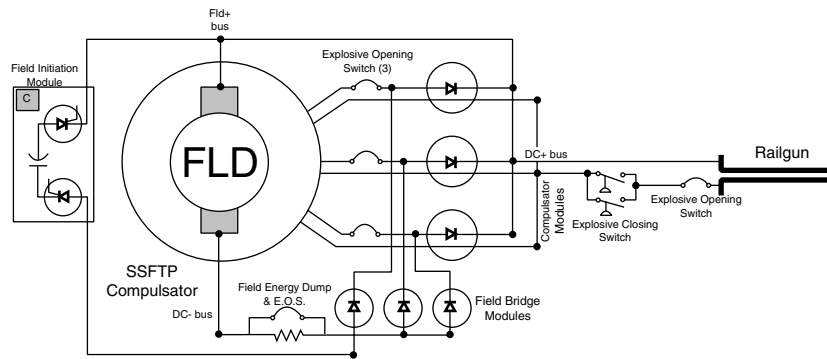 Fld+
bus
Explosive Opening
Switch (3)
Field Initiation
Module
C
FLD
DC+ bus
Railgun
Compulsator
Modules
Explosive Opening
Switch
Explosive Closing
Switch
SSFTP
Compulsator
Field Energy Dump
& E.O.S.
DC- bus
Field Bridge
Modules